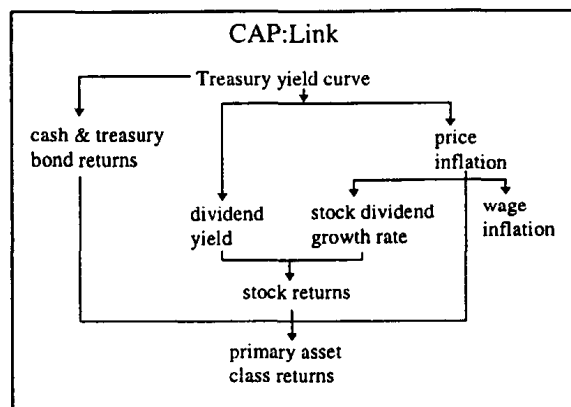 CAP:Link
Treasury yield curve
cash & treasury
bond returns
price
inflation
dividend
yield
stock dividend
growth rate
wage
inflation
stock returns
primary asset
class returns